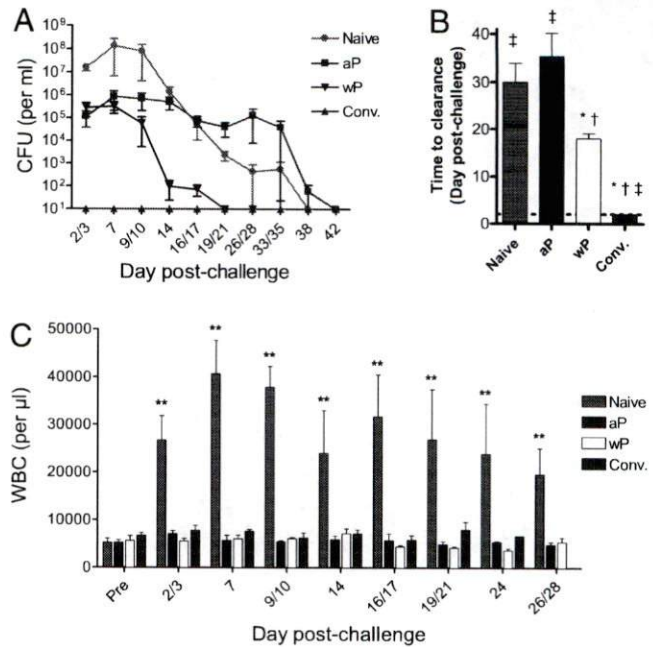 A
CFU (per ml)
10⁹
10⁸
10⁷
10⁶
10⁵
10⁴
10³
10²
10¹
2/3
7
9/10
14
16/17
19/21
26/28
33/35
38
42
Day post-challenge
Naive
aP
wP
Conv.
B
Time to clearance
(Day post-challenge)
40
30
20
10
0
‡
‡
* †
* † ‡
Naive
aP
wP
Conv.
C
WBC (per µl)
50000
40000
30000
20000
10000
0
**
**
**
**
**
**
**
**
Pre
2/3
7
9/10
14
16/17
19/21
24
26/28
Day post-challenge
Naive
aP
wP
Conv.